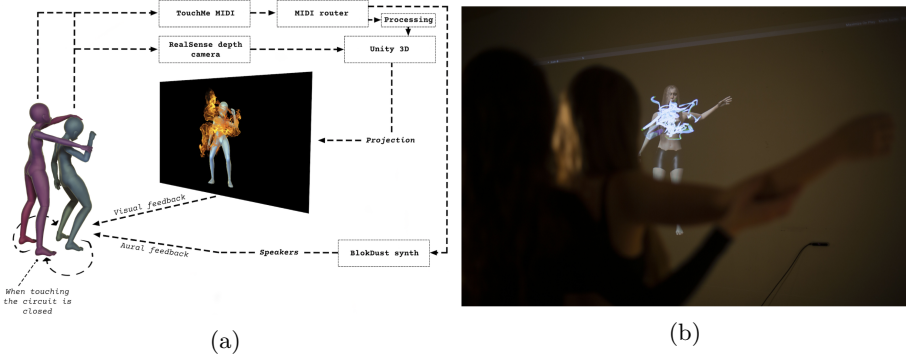 TouchMe MIDI
MIDI router
Processing
RealSense depth
camera
Unity 3D
Projection
Visual feedback
Aural feedback
Speakers
BlokDust synth
When touching
the circuit is
closed
(a)
(b)